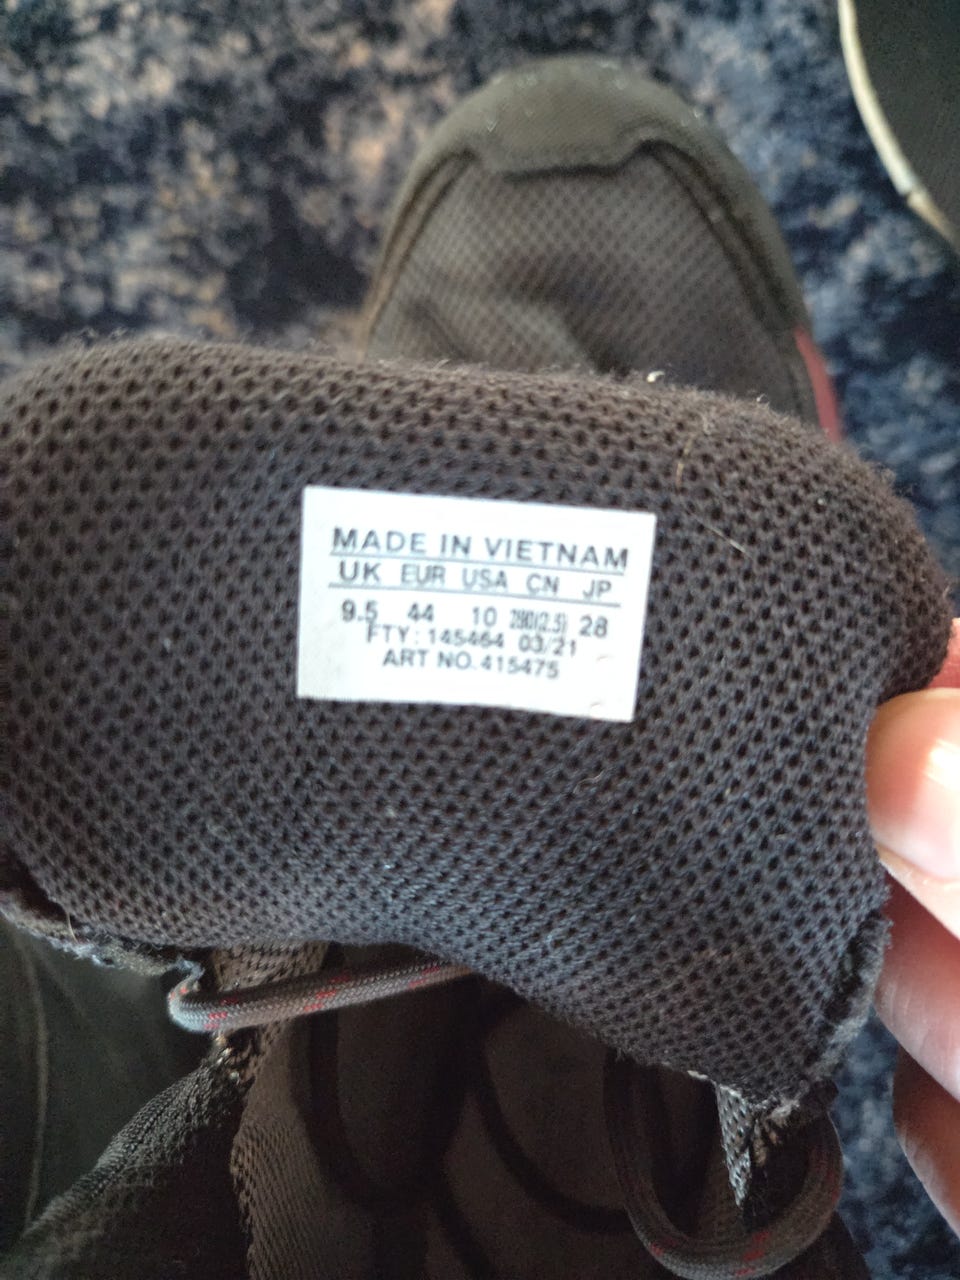 MADE IN VIETNAM
UK EUR USA CN JP
9.5 44 10 280(2.5) 28
FTY: 145464 03/21
ART NO. 415475